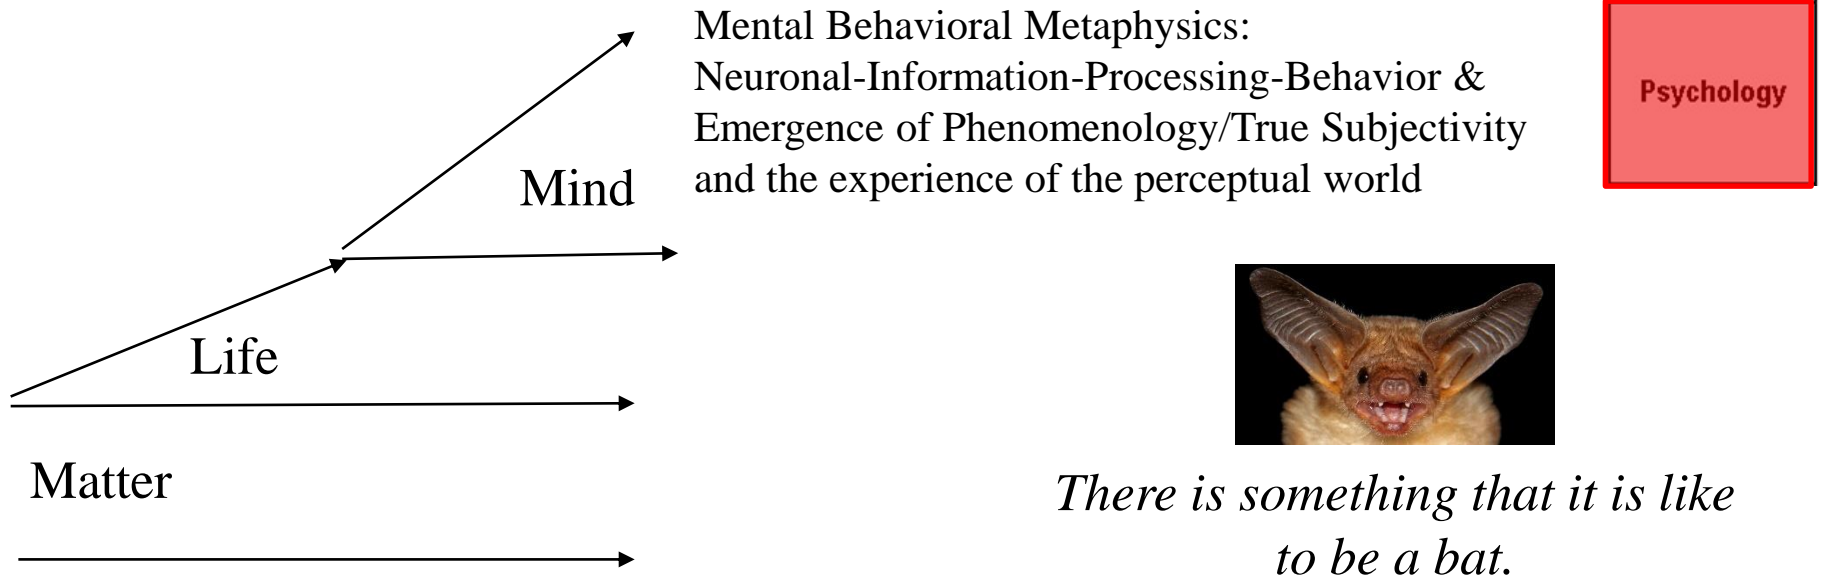 Mental Behavioral Metaphysics:
Neuronal-Information-Processing-Behavior &
Emergence of Phenomenology/True Subjectivity
and the experience of the perceptual world
Psychology
Mind
Life
Matter
There is something that it is like
to be a bat.